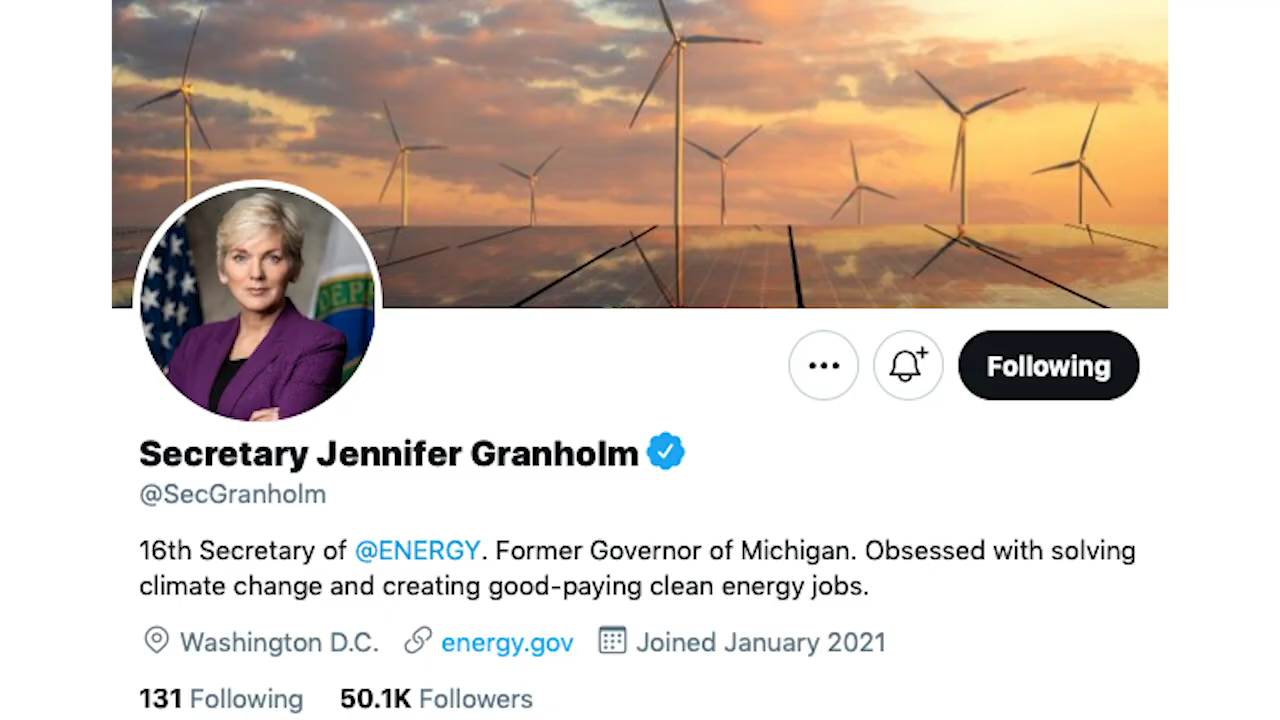 DEPA
Following
Secretary Jennifer Granholm
@SecGranholm
16th Secretary of @ENERGY. Former Governor of Michigan. Obsessed with solving
climate change and creating good-paying clean energy jobs.
Washington D.C. energy.gov Joined January 2021
131 Following 50.1K Followers